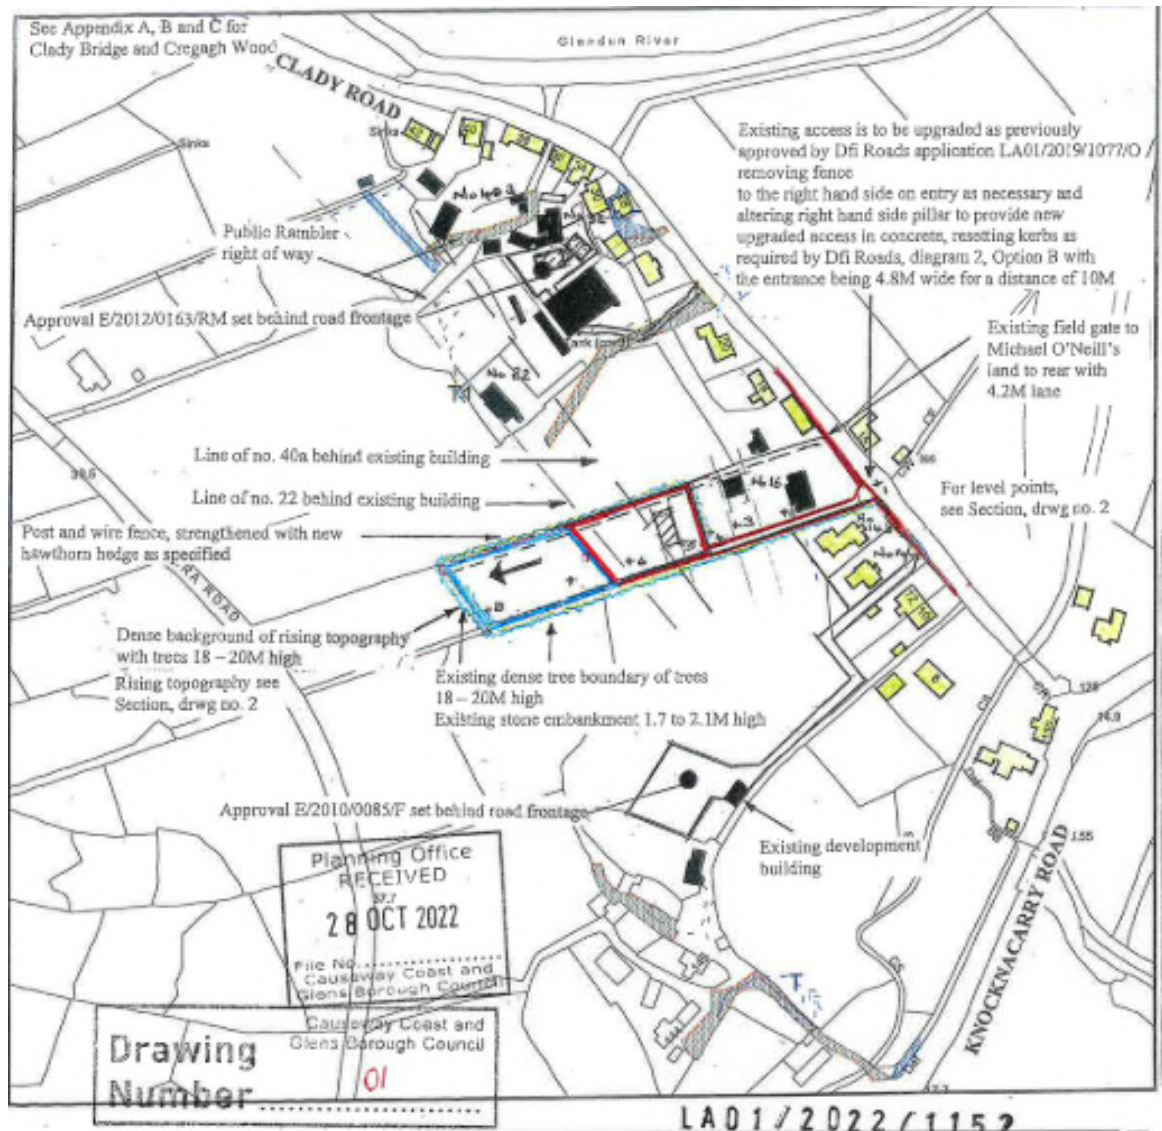 See Appendix A, B and C for
Clady Bridge and Cregagh Wood
Glendun River
CLADY ROAD
Sinks
Sinks
Existing access is to be upgraded as previously
approved by Dfi Roads application LA01/2019/1077/O
removing fence
to the right hand side on entry as necessary and
altering right hand side pillar to provide new
upgraded access in concrete, resetting kerbs as
required by Dfi Roads, diagram 2, Option B with
the entrance being 4.8M wide for a distance of 10M
Public Rambler
right of way
Approval E/2012/0163/RM set behind road frontage
Existing field gate to
Michael O'Neill's
land to rear with
4.2M lane
No 22
Line of no. 40a behind existing building
Line of no. 22 behind existing building
No 16
For level points,
see Section, drwg no. 2
Post and wire fence, strengthened with new
hawthorn hedge as specified
RA ROAD
Dense background of rising topography
with trees 18 – 20M high
Rising topography see
Section, drwg no. 2
Existing dense tree boundary of trees
18 – 20M high
Existing stone embankment 1.7 to 2.1M high
Approval E/2010/0085/F set behind road frontage
Existing development
building
KNOCKNACARRY ROAD
Planning Office
RECEIVED
28 OCT 2022
File No.
Causeway Coast and
Glens Borough Council
Causeway Coast and
Glens Borough Council
Drawing
Number
01
LA01/2022/1152